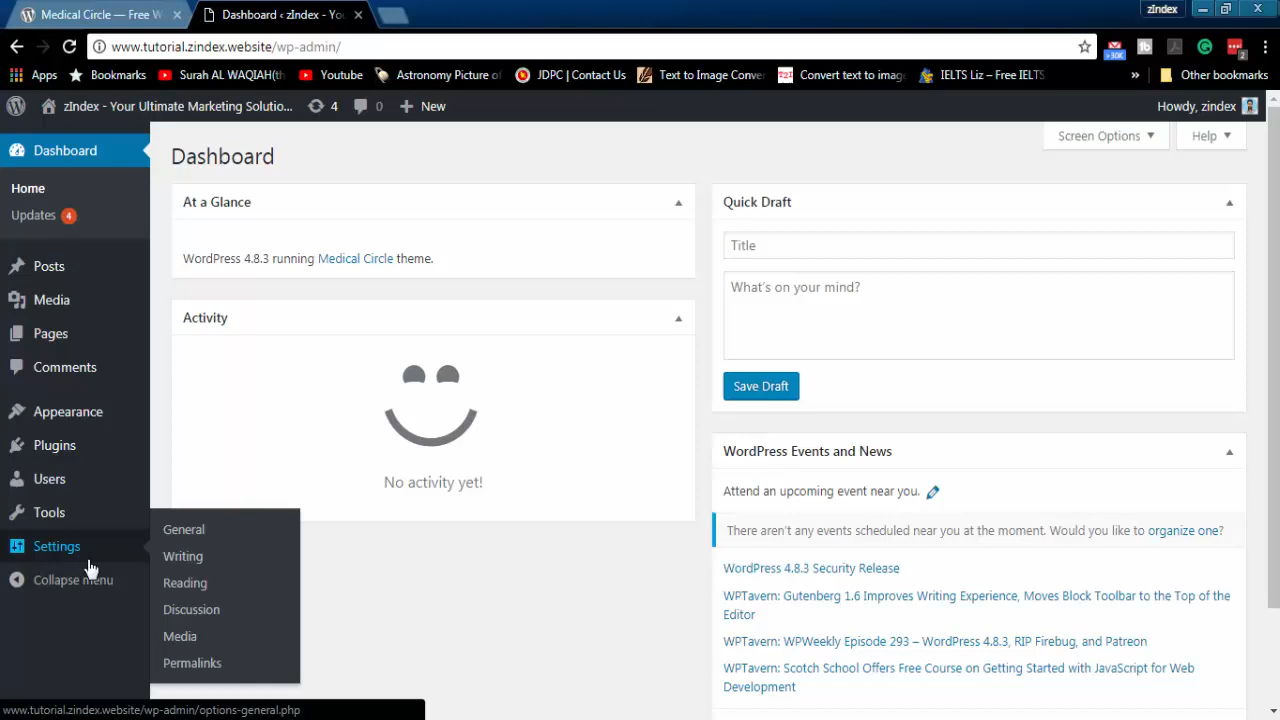 Medical Circle — Free W
Dashboard ‹ zIndex - Yo
zIndex
www.tutorial.zindex.website/wp-admin/
>30K
2
Apps
Bookmarks
Surah AL WAQIAH(th
Youtube
Astronomy Picture of
JDPC | Contact Us
Text to Image Conver
T2I
Convert text to image
IELTS Liz – Free IELTS
»
Other bookmarks
zIndex - Your Ultimate Marketing Solutio...
4
0
New
Howdy, zindex
Dashboard
Home
Updates 4
Posts
Media
Pages
Comments
Appearance
Plugins
Users
Tools
Settings
Collapse menu
General
Writing
Reading
Discussion
Media
Permalinks
Screen Options
Help
Dashboard
At a Glance
WordPress 4.8.3 running Medical Circle theme.
Activity
No activity yet!
Quick Draft
Title
What's on your mind?
Save Draft
WordPress Events and News
Attend an upcoming event near you.
There aren't any events scheduled near you at the moment. Would you like to organize one?
WordPress 4.8.3 Security Release
WPTavern: Gutenberg 1.6 Improves Writing Experience, Moves Block Toolbar to the Top of the
Editor
WPTavern: WPWeekly Episode 293 – WordPress 4.8.3, RIP Firebug, and Patreon
WPTavern: Scotch School Offers Free Course on Getting Started with JavaScript for Web
Development
www.tutorial.zindex.website/wp-admin/options-general.php